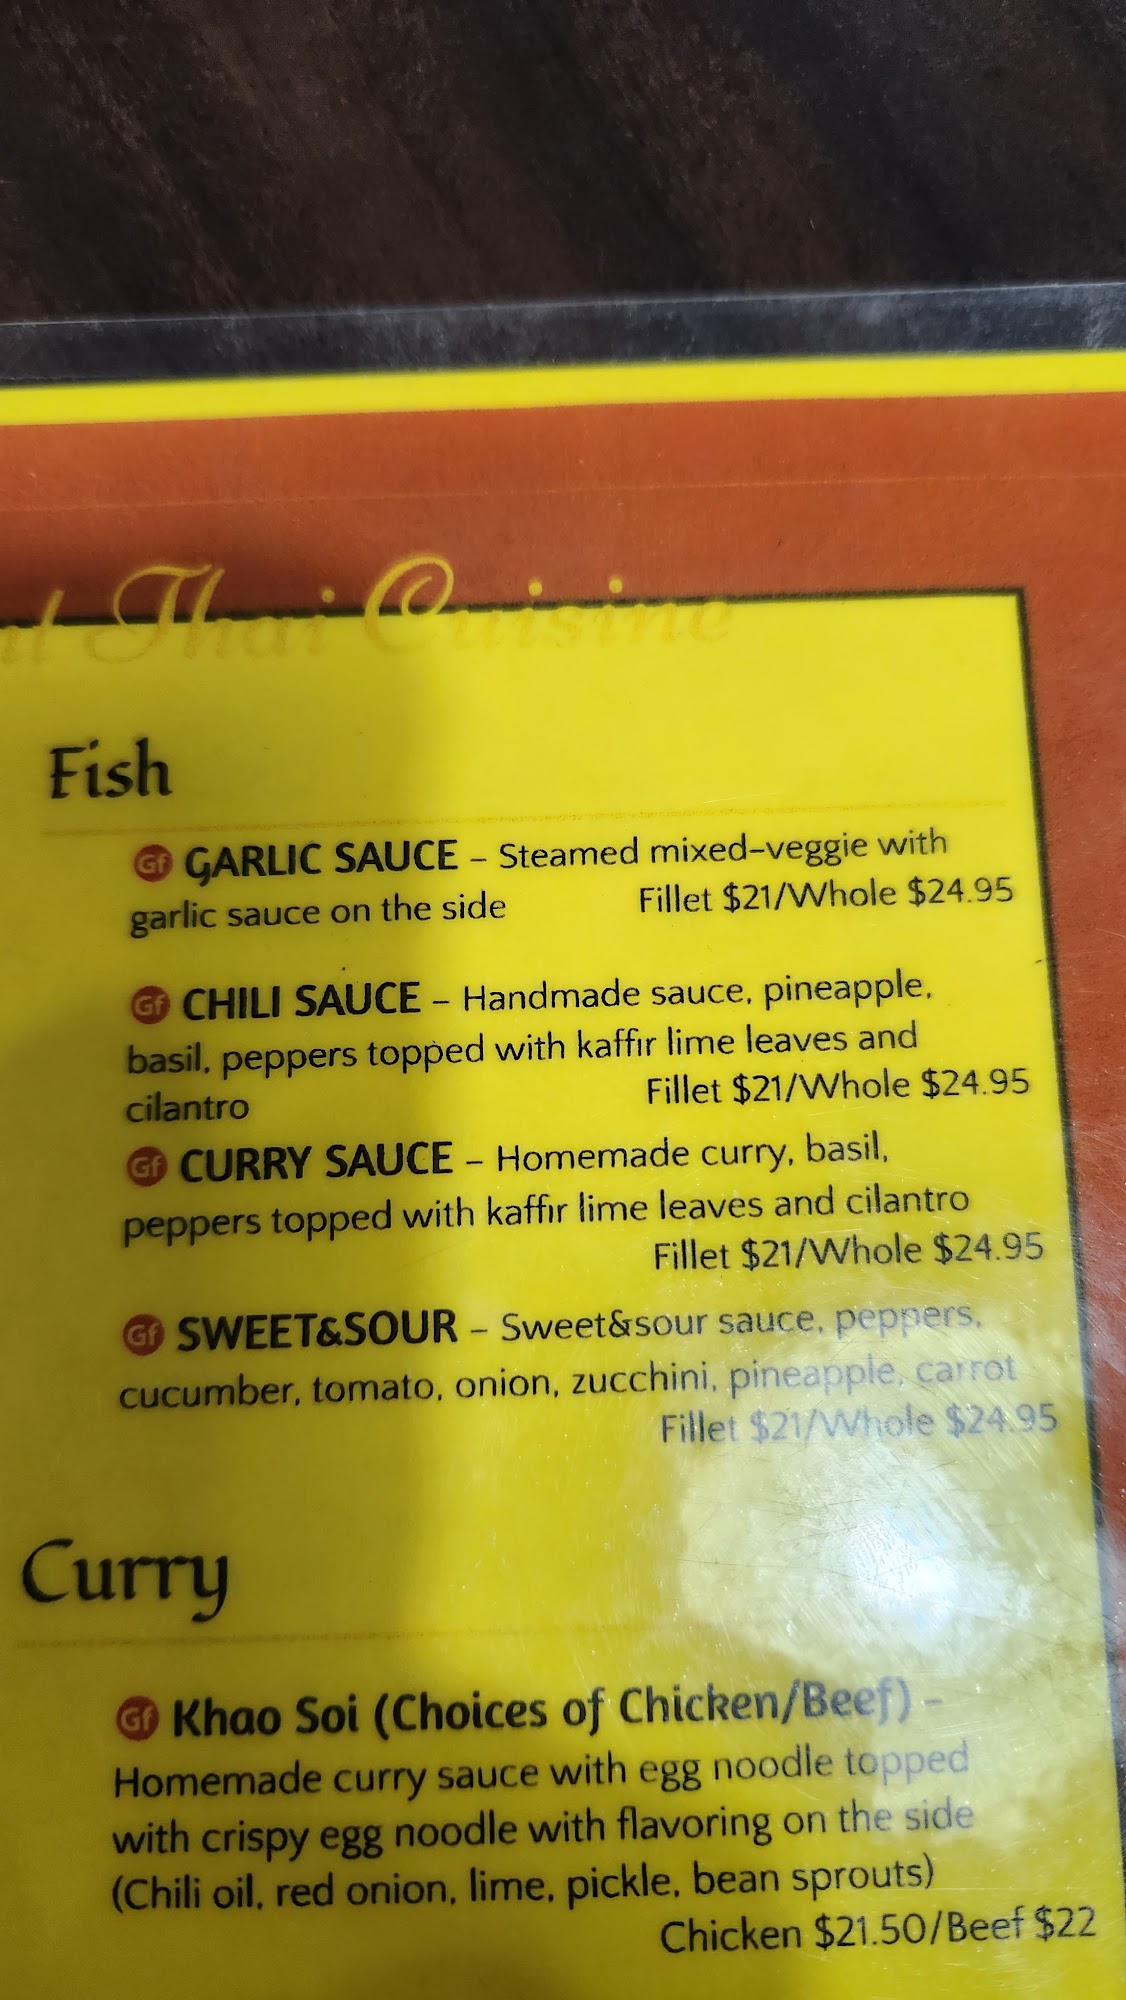 Thai Cuisine
Fish
Gf GARLIC SAUCE – Steamed mixed-veggie with
garlic sauce on the side Fillet $21/Whole $24.95
Gf CHILI SAUCE – Handmade sauce, pineapple,
basil, peppers topped with kaffir lime leaves and
cilantro Fillet $21/Whole $24.95
Gf CURRY SAUCE – Homemade curry, basil,
peppers topped with kaffir lime leaves and cilantro
Fillet $21/Whole $24.95
Gf SWEET&SOUR – Sweet&sour sauce, peppers,
cucumber, tomato, onion, zucchini, pineapple, carrot
Fillet $21/Whole $24.95
Curry
Gf Khao Soi (Choices of Chicken/Beef) –
Homemade curry sauce with egg noodle topped
with crispy egg noodle with flavoring on the side
(Chili oil, red onion, lime, pickle, bean sprouts)
Chicken $21.50/Beef $22